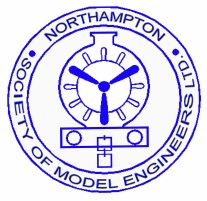 NORTHAMPTON
SOCIETY OF MODEL ENGINEERS LTD.